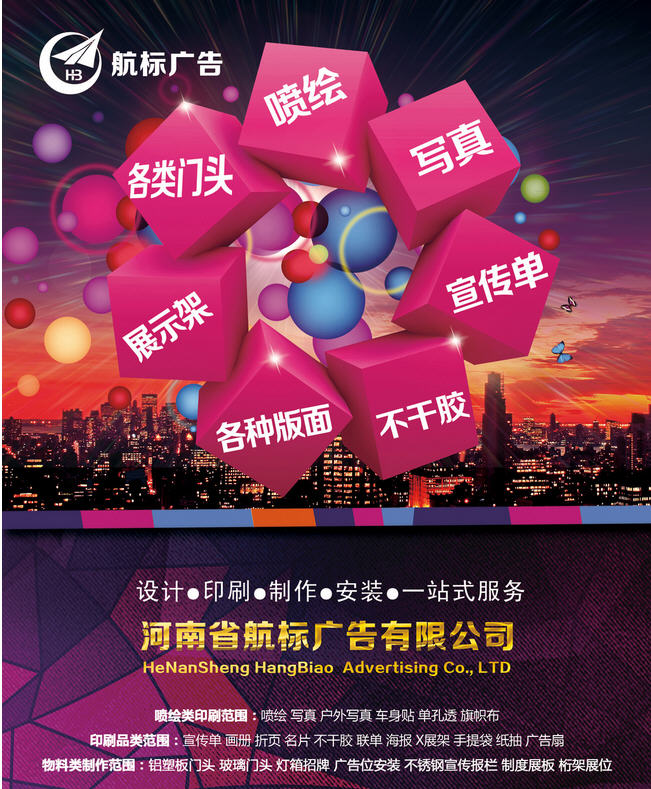 HB 航标广告
喷绘
写真
各类门头
宣传单
展示架
各种版面
不干胶
设计●印刷●制作●安装●一站式服务
河南省航标广告有限公司
HeNanSheng HangBiao Advertising Co., LTD
喷绘类印刷范围：喷绘 写真 户外写真 车身贴 单孔透 旗帜布
印刷品类范围：宣传单 画册 折页 名片 不干胶 联单 海报 X展架 手提袋 纸抽 广告扇
物料类制作范围：铝塑板门头 玻璃门头 灯箱招牌 广告位安装 不锈钢宣传报栏 制度展板 桁架展位